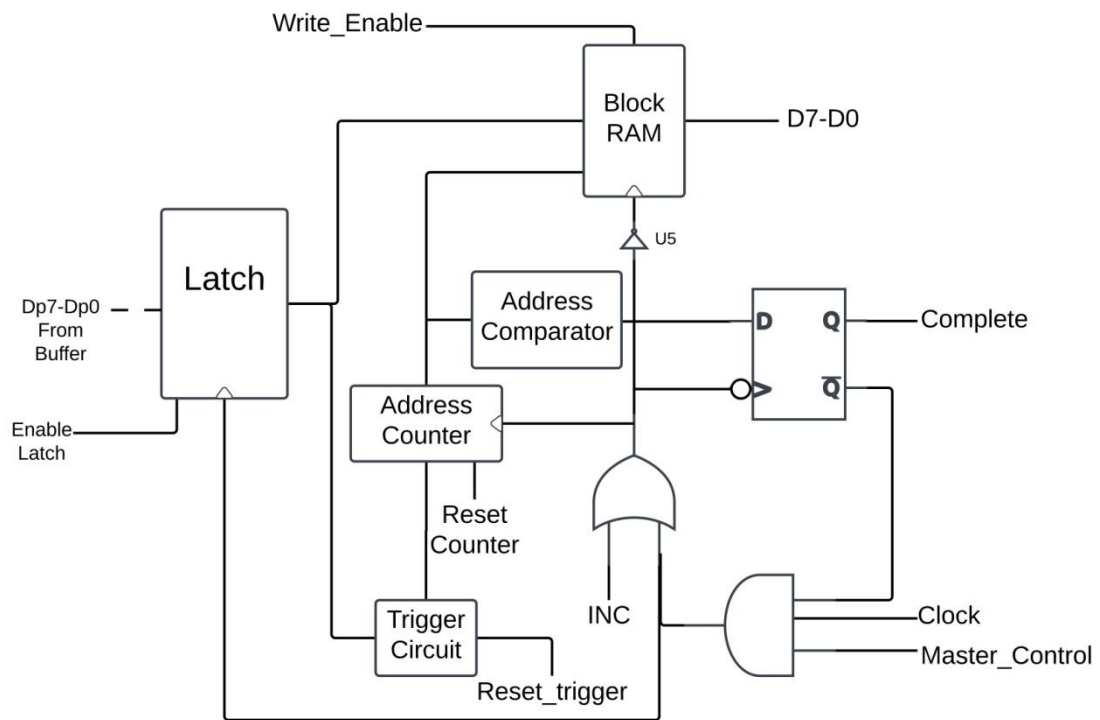 Write_Enable
Block
RAM
D7-D0
U5
Latch
Dp7-Dp0
From
Buffer
Address
Comparator
D
Q
Complete
Q̅
Address
Counter
Enable
Latch
Reset
Counter
INC
Clock
Trigger
Circuit
Master_Control
Reset_trigger